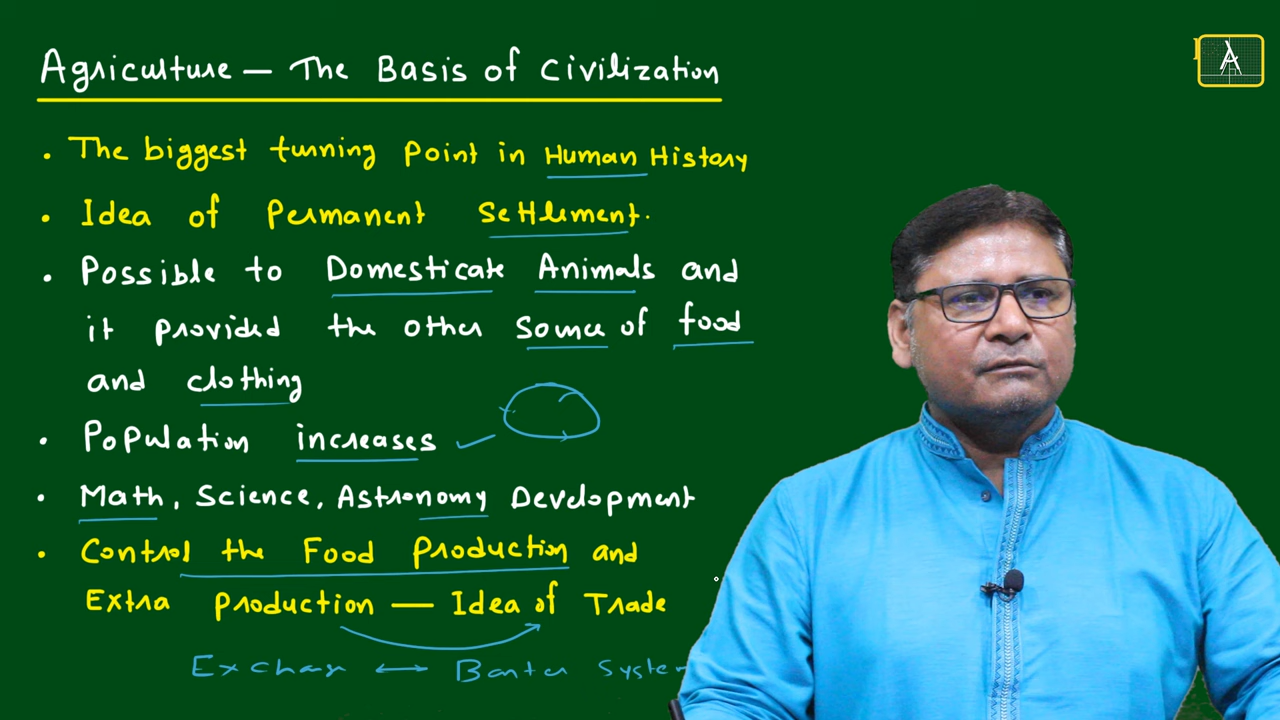 Agriculture — The Basis of Civilization
• The biggest turning point in Human History
• Idea of Permanent Settlement.
• Possible to Domesticate Animals and
it provided the other source of food
and clothing
• Population increases
• Math, Science, Astronomy Development
• Control the Food Production and
Extra production — Idea of Trade
Exchange ↔ Barter System